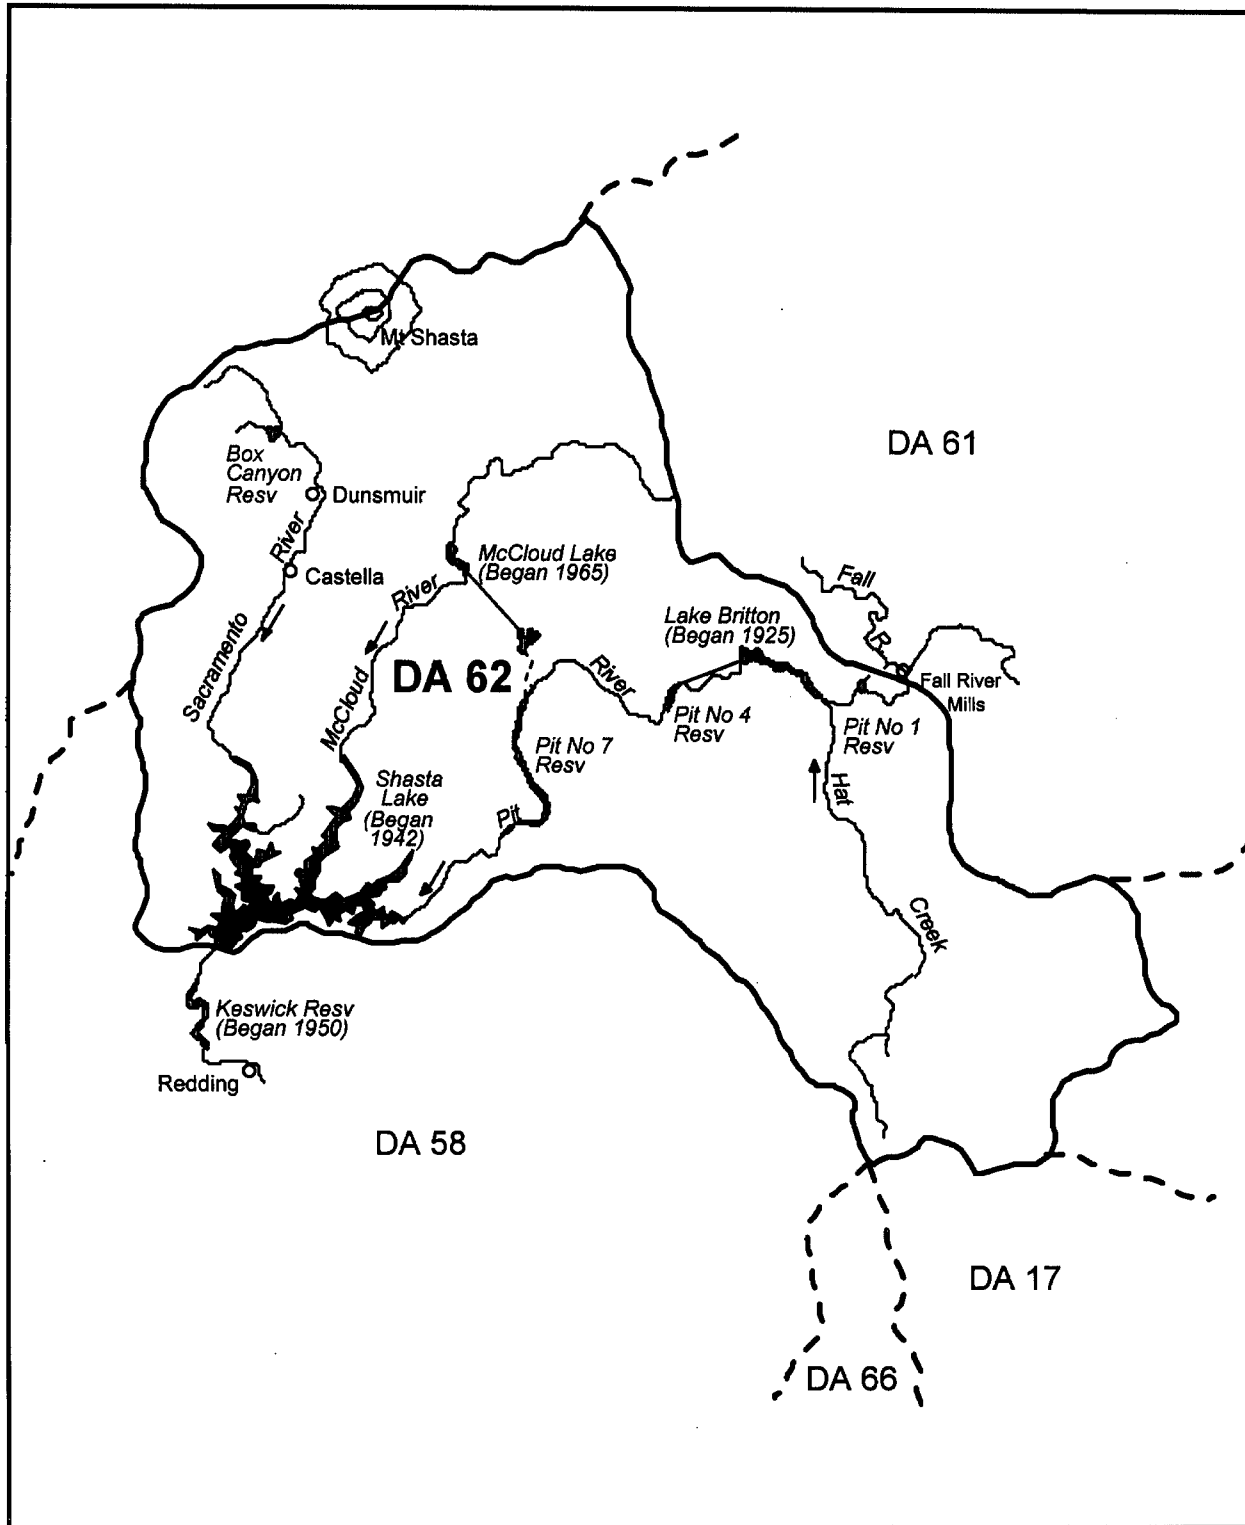 Mt Shasta
DA 61
Box
Canyon
Resv
Dunsmuir
River
Castella
Sacramento
McCloud Lake
(Began 1965)
River
McCloud
DA 62
Fall
R
Lake Britton
(Began 1925)
Fall River
Mills
River
Pit No 4
Resv
Pit No 1
Resv
Pit No 7
Resv
Shasta
Lake
(Began
1942)
Pit
Hat
Creek
Keswick Resv
(Began 1950)
Redding
DA 58
DA 17
DA 66